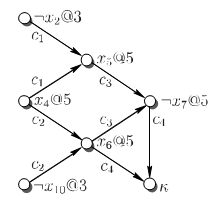 ¬x₂@3
c₁
x₅@5
c₁
c₃
x₄@5
¬x₇@5
c₂
c₃
c₄
x₆@5
c₂
c₄
¬x₁₀@3
κ